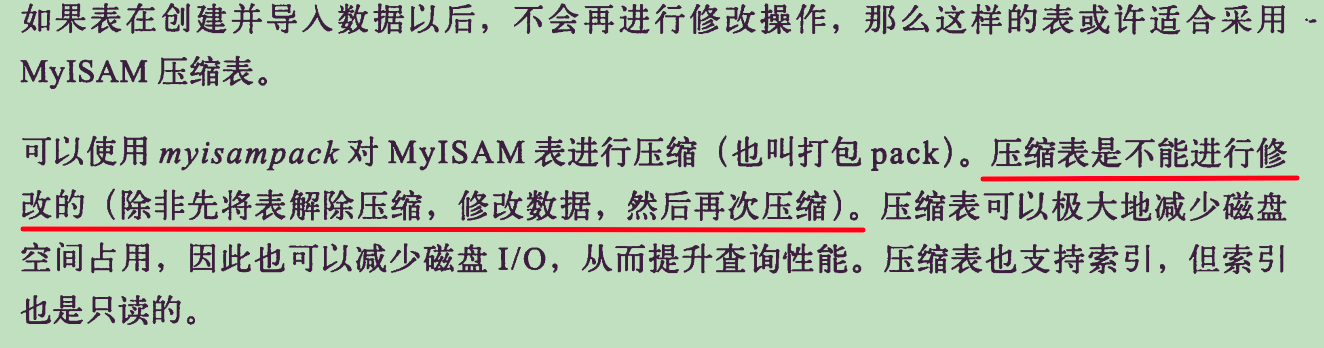 如果表在创建并导入数据以后，不会再进行修改操作，那么这样的表或许适合采用
MyISAM 压缩表。
可以使用 myisampack 对 MyISAM 表进行压缩（也叫打包 pack）。压缩表是不能进行修
改的（除非先将表解除压缩，修改数据，然后再次压缩）。压缩表可以极大地减少磁盘
空间占用，因此也可以减少磁盘 I/O，从而提升查询性能。压缩表也支持索引，但索引
也是只读的。